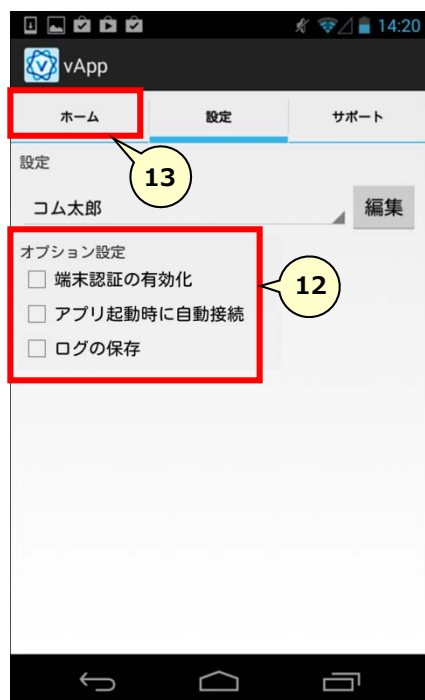 14:20
vApp
ホーム 設定 サポート
13
設定
コム太郎 編集
オプション設定
端末認証の有効化
12
アプリ起動時に自動接続
ログの保存